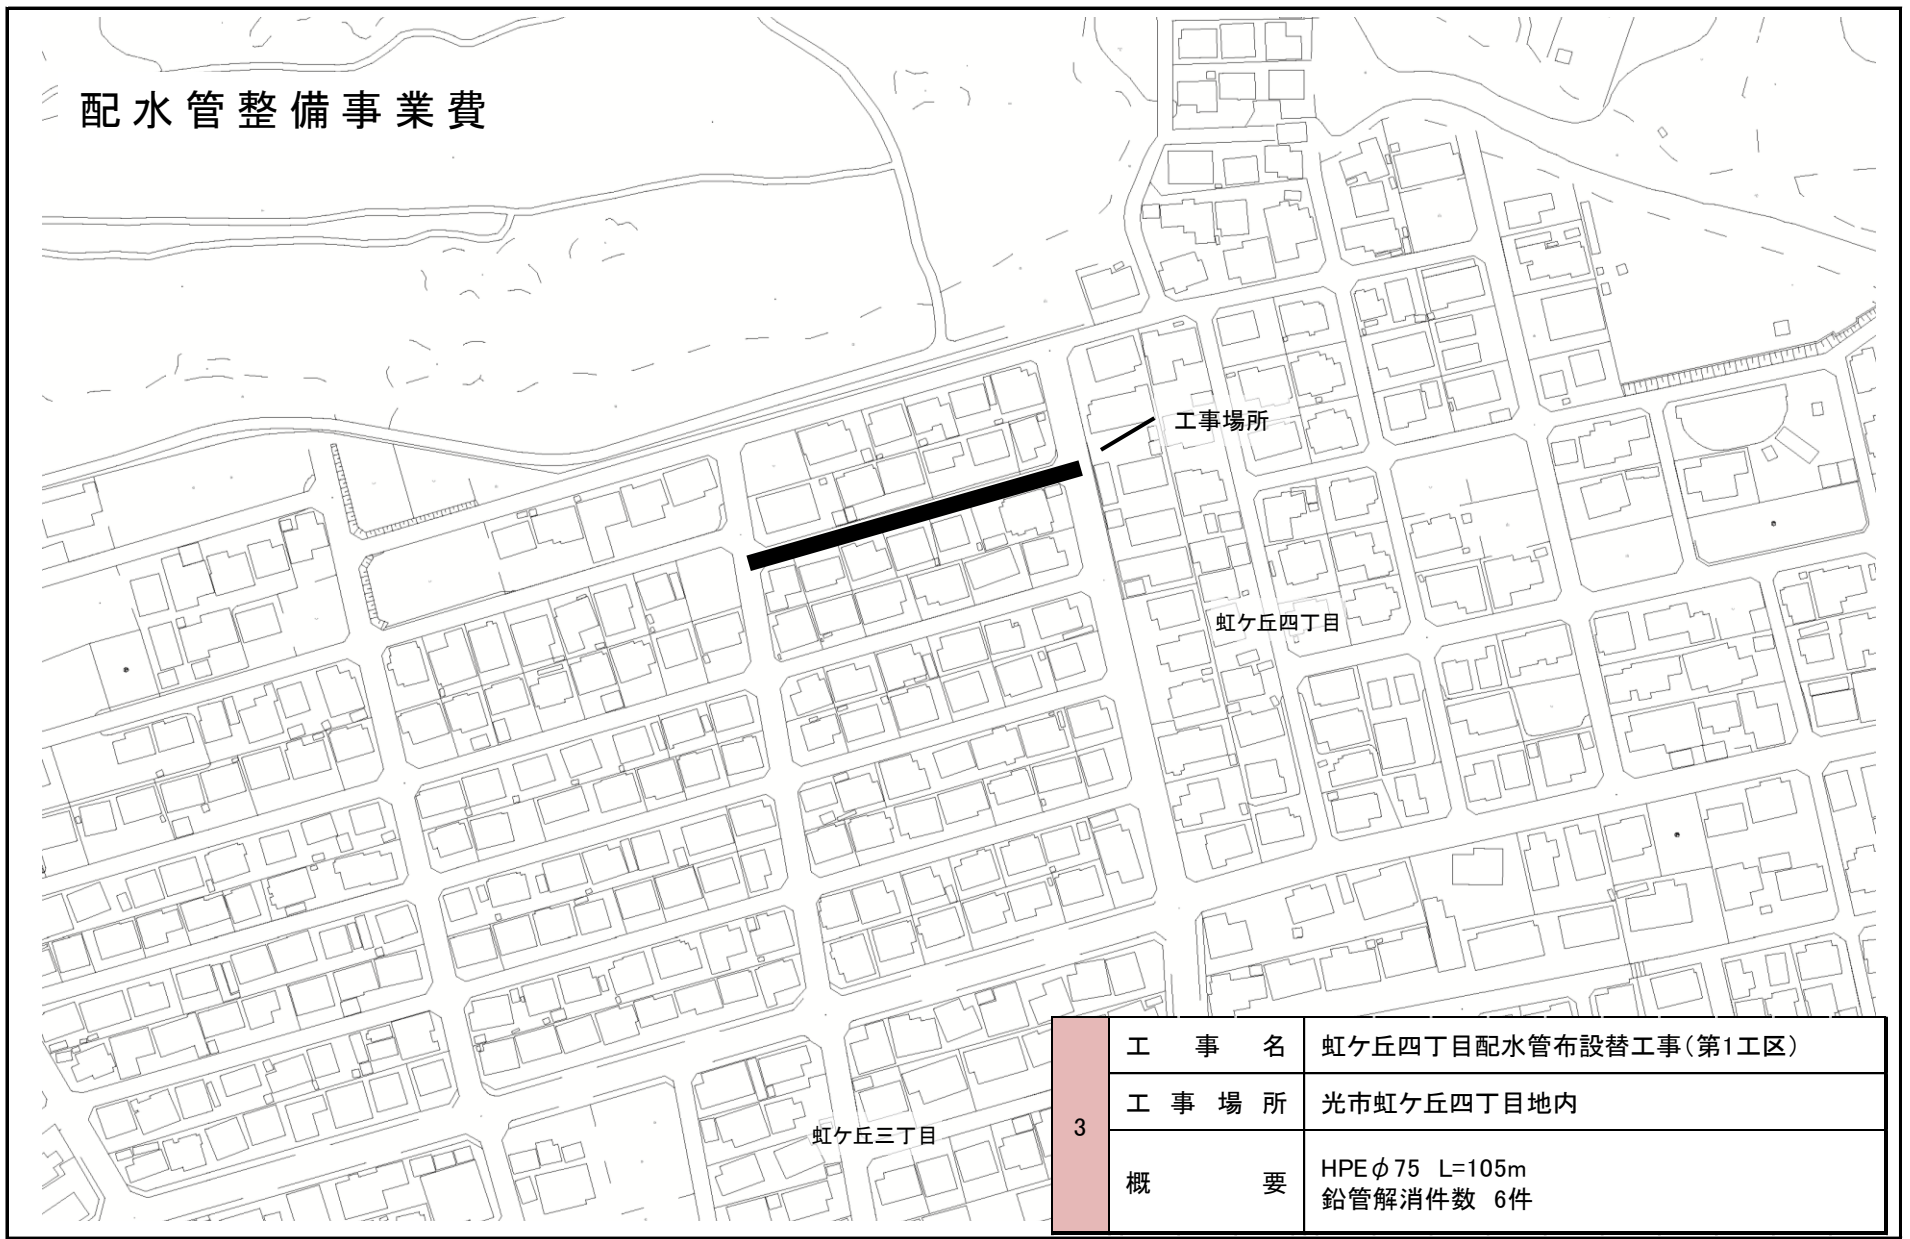 配水管整備事業費
工事場所
虹ケ丘四丁目
虹ケ丘三丁目
3
工事名 虹ケ丘四丁目配水管布設替工事（第1工区）
工事場所 光市虹ケ丘四丁目地内
概要 HPEφ75 L=105m
鉛管解消件数 6件